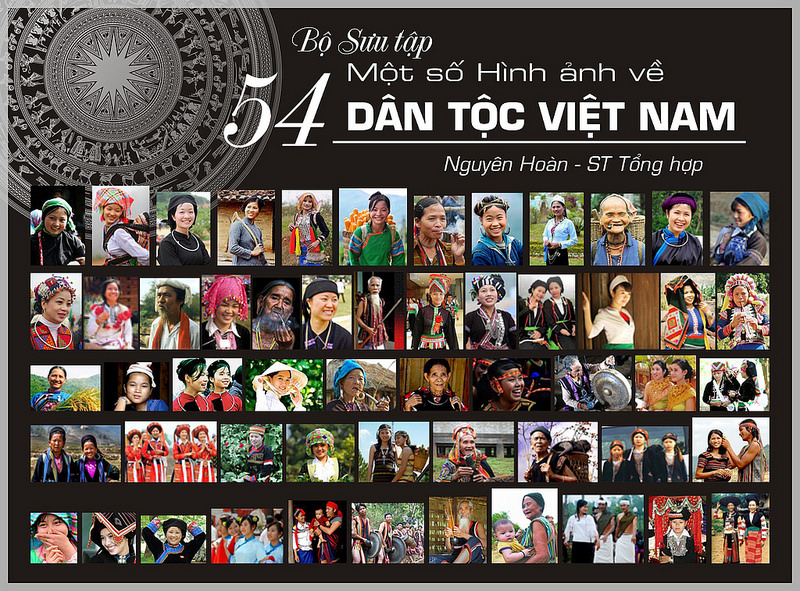 Bộ Sưu tập
54
Một số Hình ảnh về
DÂN TỘC VIỆT NAM
Nguyên Hoàn - ST Tổng hợp